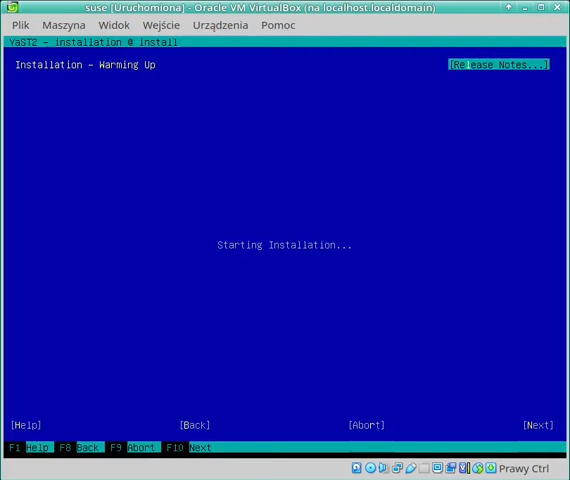 suse [Uruchomiona] - Oracle VM VirtualBox (na localhost.localdomain)
Plik Maszyna Widok Wejście Urządzenia Pomoc
YaST2 - installation @ install
Installation - Warming Up [Release Notes...]
Starting Installation...
[Help] [Back] [Abort] [Next]
F1 Help F8 Back F9 Abort F10 Next
Prawy Ctrl